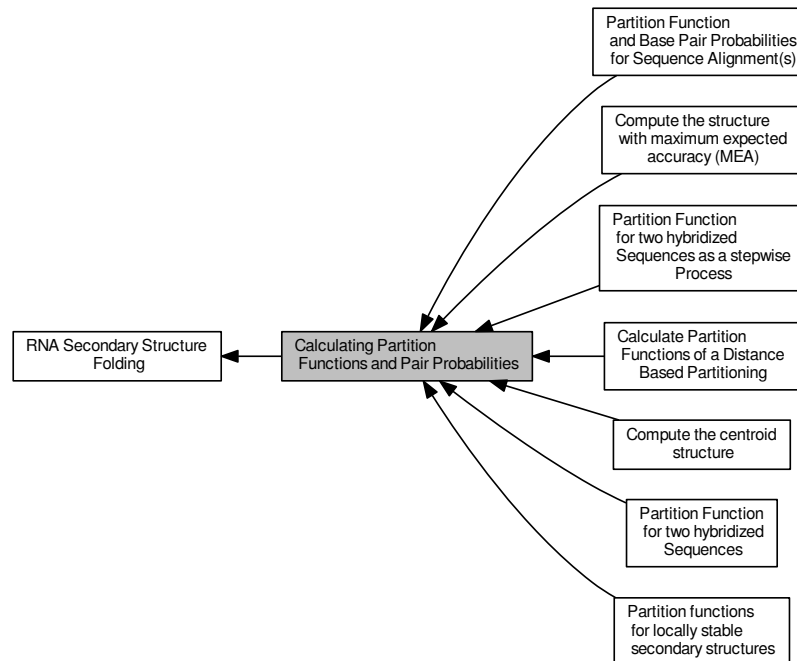 Partition Function
and Base Pair Probabilities
for Sequence Alignment(s)
Compute the structure
with maximum expected
accuracy (MEA)
Partition Function
for two hybridized
Sequences as a stepwise
Process
RNA Secondary Structure
Folding
Calculating Partition
Functions and Pair Probabilities
Calculate Partition
Functions of a Distance
Based Partitioning
Compute the centroid
structure
Partition Function
for two hybridized
Sequences
Partition functions
for locally stable
secondary structures